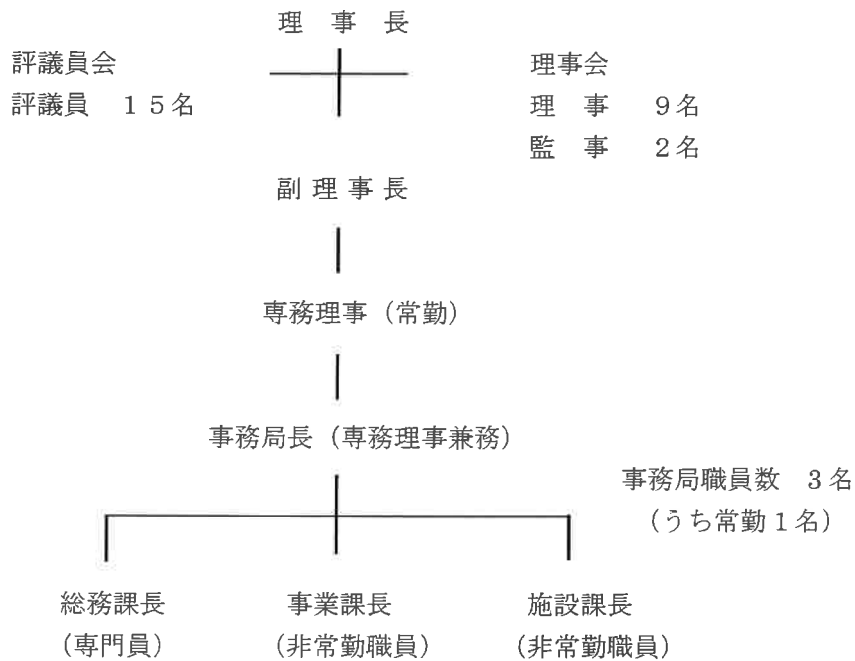 理 事 長
評議員会
評議員 １５名
理事会
理 事 ９名
監 事 ２名
副 理 事 長
専務理事（常勤）
事務局長（専務理事兼務）
事務局職員数 ３名
（うち常勤１名）
総務課長
（専門員）
事業課長
（非常勤職員）
施設課長
（非常勤職員）